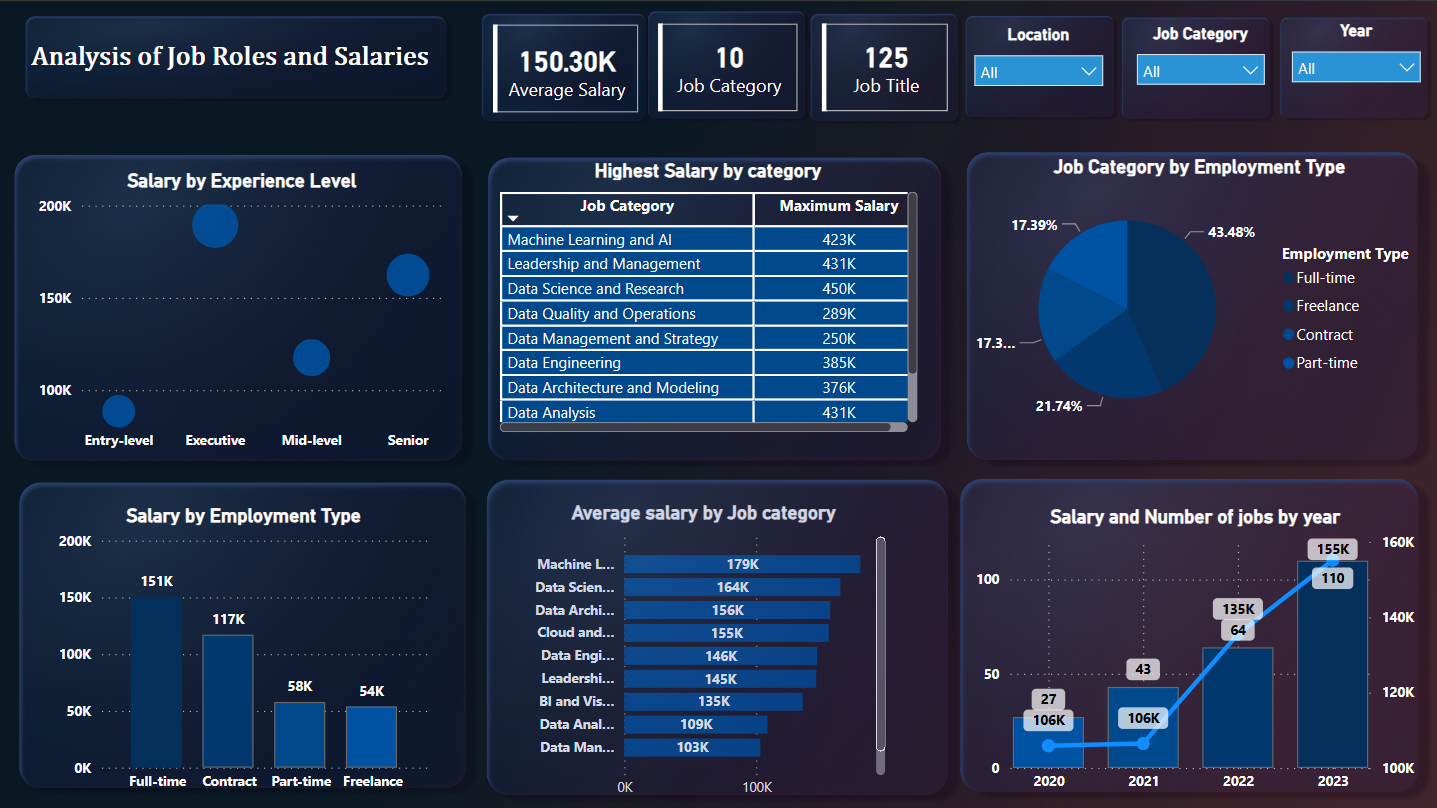 Analysis of Job Roles and Salaries
150.30K
Average Salary
10
Job Category
125
Job Title
Location
All
Job Category
All
Year
All
Salary by Experience Level
200K
150K
100K
Entry-level Executive Mid-level Senior
Highest Salary by category
Job Category Maximum Salary
Machine Learning and AI 423K
Leadership and Management 431K
Data Science and Research 450K
Data Quality and Operations 289K
Data Management and Strategy 250K
Data Engineering 385K
Data Architecture and Modeling 376K
Data Analysis 431K
Job Category by Employment Type
17.39%
43.48%
17.3...
21.74%
Employment Type
Full-time
Freelance
Contract
Part-time
Salary by Employment Type
200K
150K
100K
50K
0K
151K
117K
58K
54K
Full-time Contract Part-time Freelance
Average salary by Job category
Machine L... 179K
Data Scien... 164K
Data Archi... 156K
Cloud and... 155K
Data Engi... 146K
Leadershi... 145K
BI and Vis... 135K
Data Anal... 109K
Data Man... 103K
0K 100K
Salary and Number of jobs by year
100
50
0
160K
140K
120K
100K
27
106K
43
106K
135K
64
155K
110
2020 2021 2022 2023